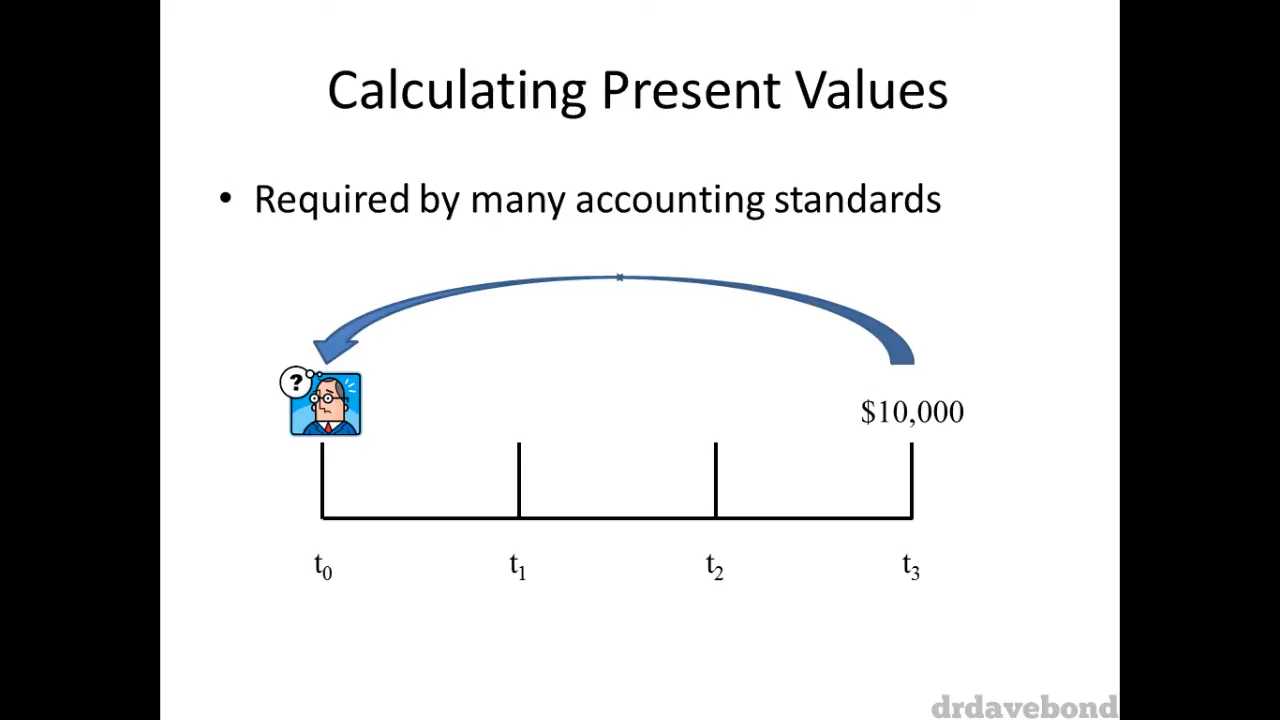 Calculating Present Values
• Required by many accounting standards
?
$10,000
t0 t1 t2 t3
drdavebond